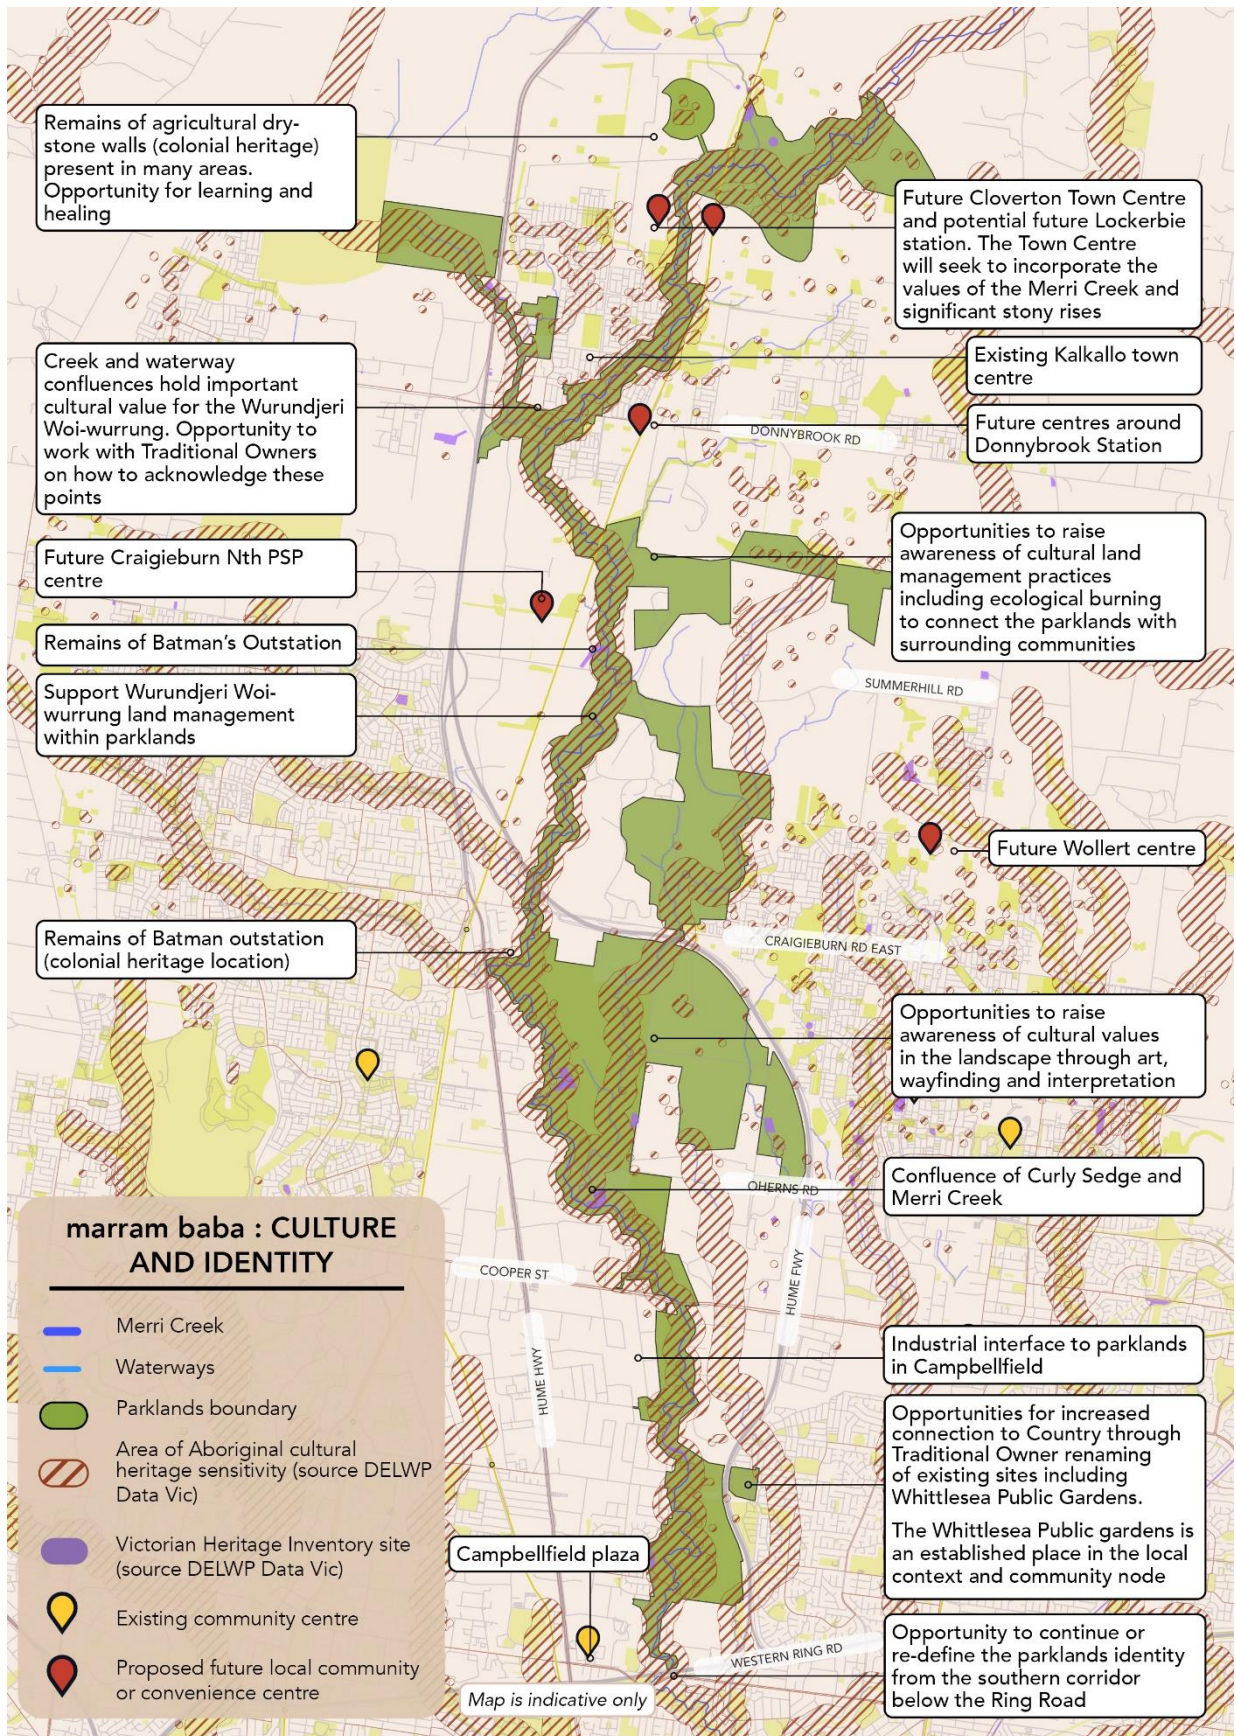 Remains of agricultural dry-
stone walls (colonial heritage)
present in many areas.
Opportunity for learning and
healing
Future Cloverton Town Centre
and potential future Lockerbie
station. The Town Centre
will seek to incorporate the
values of the Merri Creek and
significant stony rises
Creek and waterway
confluences hold important
cultural value for the Wurundjeri
Woi-wurrung. Opportunity to
work with Traditional Owners
on how to acknowledge these
points
Existing Kalkallo town
centre
Future centres around
Donnybrook Station
DONNYBROOK RD
Future Craigieburn Nth PSP
centre
Opportunities to raise
awareness of cultural land
management practices
including ecological burning
to connect the parklands with
surrounding communities
Remains of Batman's Outstation
Support Wurundjeri Woi-
wurrung land management
within parklands
SUMMERHILL RD
Future Wollert centre
Remains of Batman outstation
(colonial heritage location)
CRAIGIEBURN RD EAST
Opportunities to raise
awareness of cultural values
in the landscape through art,
wayfinding and interpretation
Confluence of Curly Sedge and
Merri Creek
OHERNS RD
COOPER ST
HUME FWY
HUME HWY
Industrial interface to parklands
in Campbellfield
Opportunities for increased
connection to Country through
Traditional Owner renaming
of existing sites including
Whittlesea Public Gardens.
The Whittlesea Public gardens is
an established place in the local
context and community node
Campbellfield plaza
WESTERN RING RD
Opportunity to continue or
re-define the parklands identity
from the southern corridor
below the Ring Road
Map is indicative only
marram baba : CULTURE
AND IDENTITY
Merri Creek
Waterways
Parklands boundary
Area of Aboriginal cultural
heritage sensitivity (source DELWP
Data Vic)
Victorian Heritage Inventory site
(source DELWP Data Vic)
Existing community centre
Proposed future local community
or convenience centre